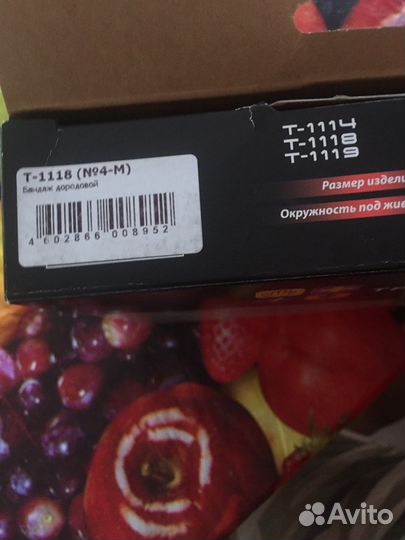 Т-1118 (№4-М)
Бандаж дородовой
4 602866 008952
Т-1114
Т-1118
Т-1119
Размер издели
Окружность под жив
Avito